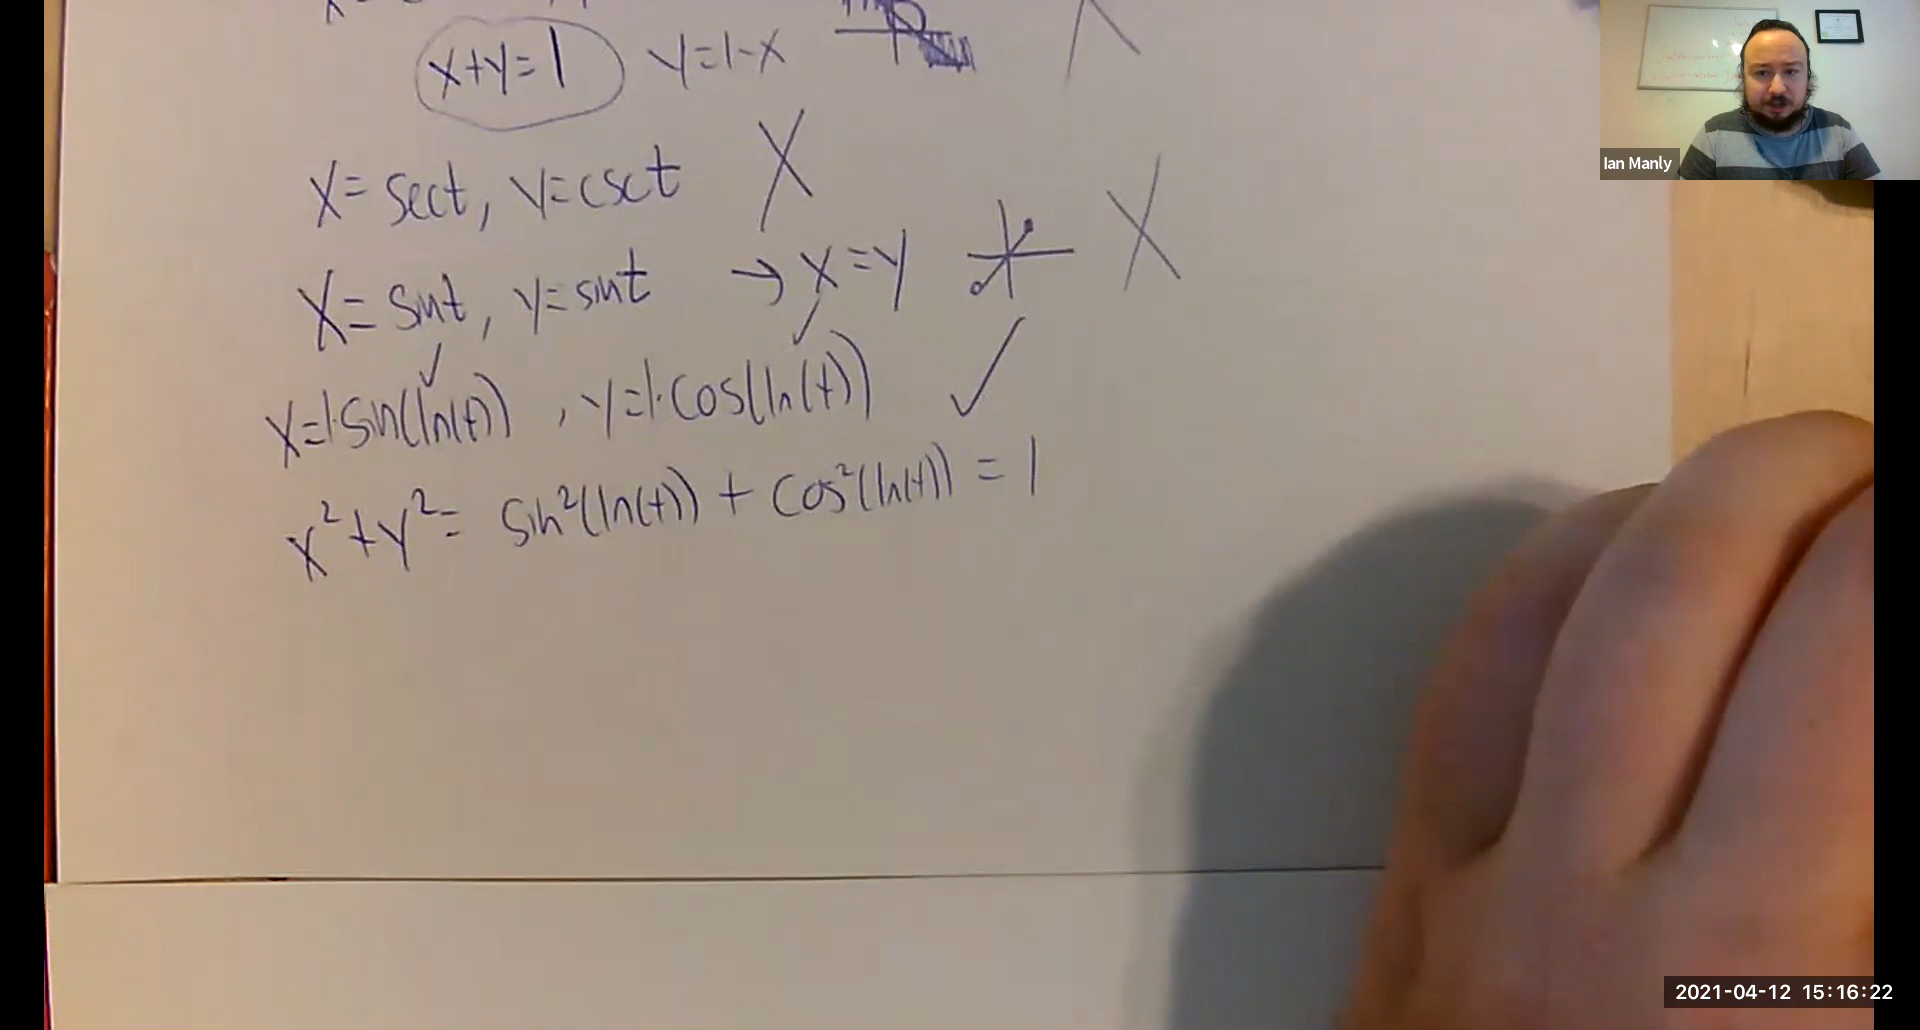 x+y=1 y=1-x
x= sect, y=csct X
x= sint, y=sint → x=y X
x=1·sin(ln(t)), y=1·cos(ln(t)) ✓
x²+y²= sin²(ln(t)) + cos²(ln(t)) = 1
Ian Manly
2021-04-12 15:16:22